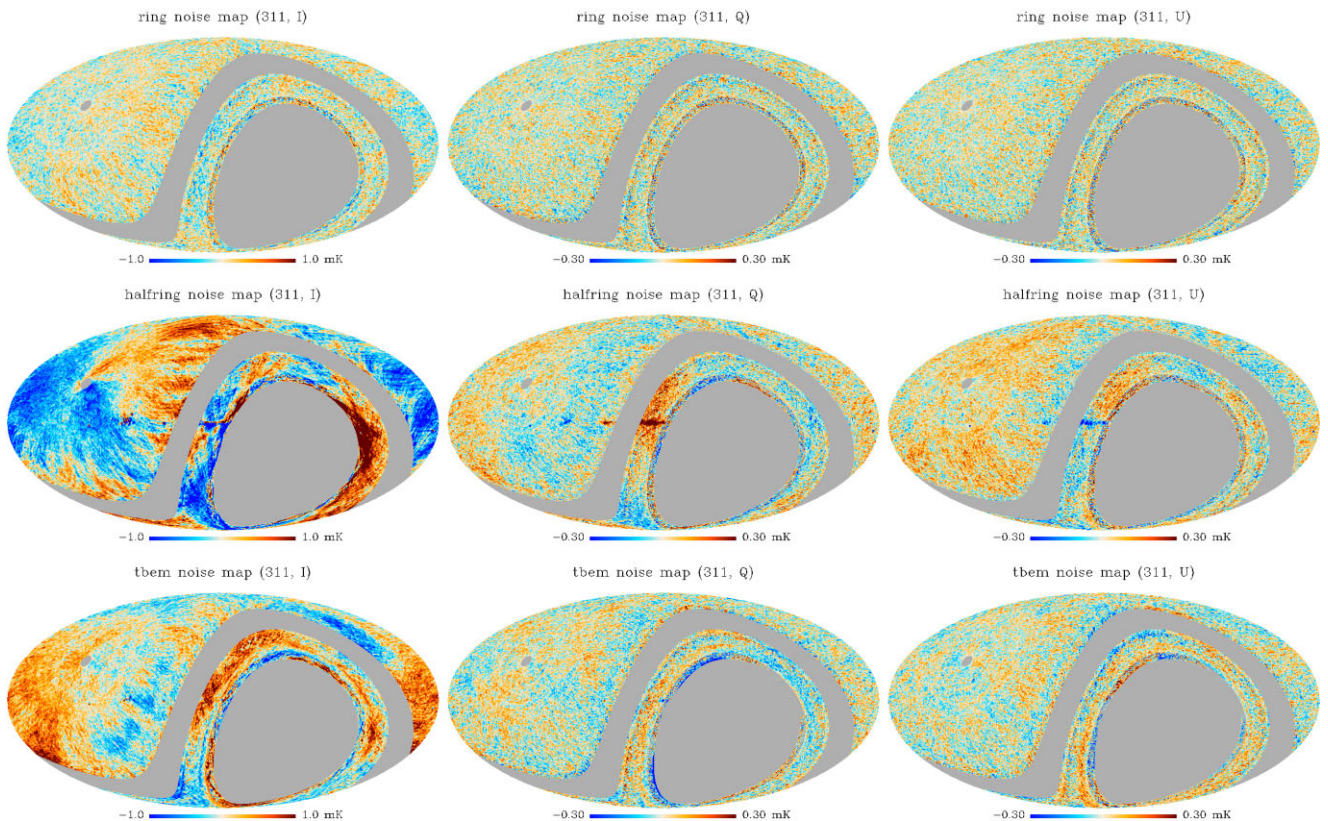 ring noise map (311, I)
ring noise map (311, Q)
ring noise map (311, U)
−1.0 1.0 mK
−0.30 0.30 mK
−0.30 0.30 mK
halfring noise map (311, I)
halfring noise map (311, Q)
halfring noise map (311, U)
−1.0 1.0 mK
−0.30 0.30 mK
−0.30 0.30 mK
tbem noise map (311, I)
tbem noise map (311, Q)
tbem noise map (311, U)
−1.0 1.0 mK
−0.30 0.30 mK
−0.30 0.30 mK